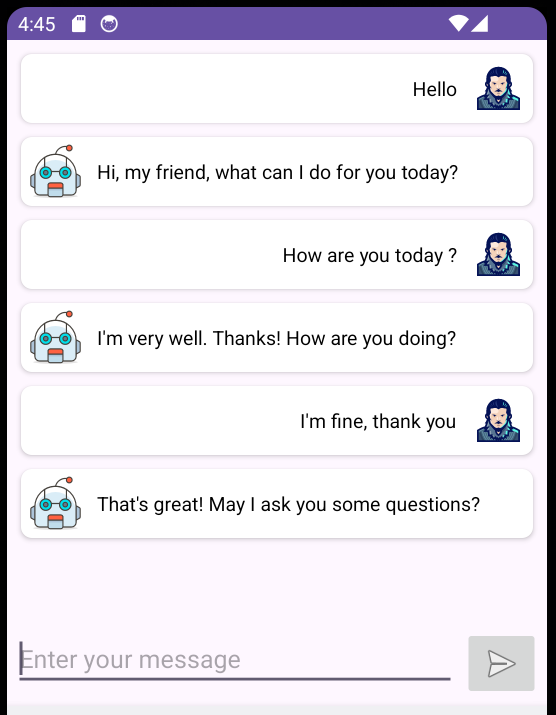 4:45
Hello
Hi, my friend, what can I do for you today?
How are you today ?
I'm very well. Thanks! How are you doing?
I'm fine, thank you
That's great! May I ask you some questions?
Enter your message